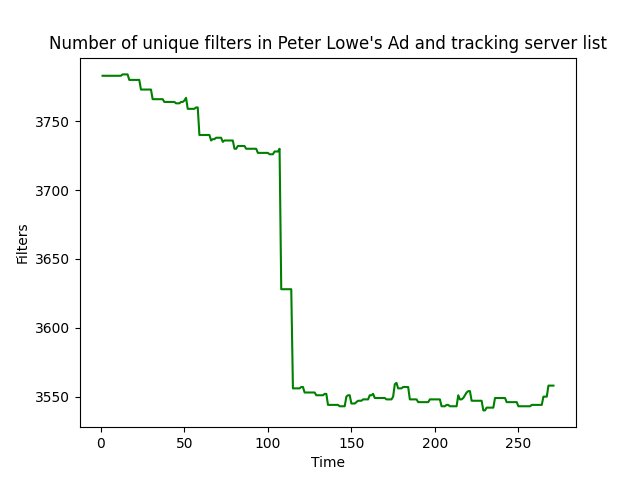 Number of unique filters in Peter Lowe's Ad and tracking server list
3750
3700
3650
3600
3550
Filters
0 50 100 150 200 250
Time